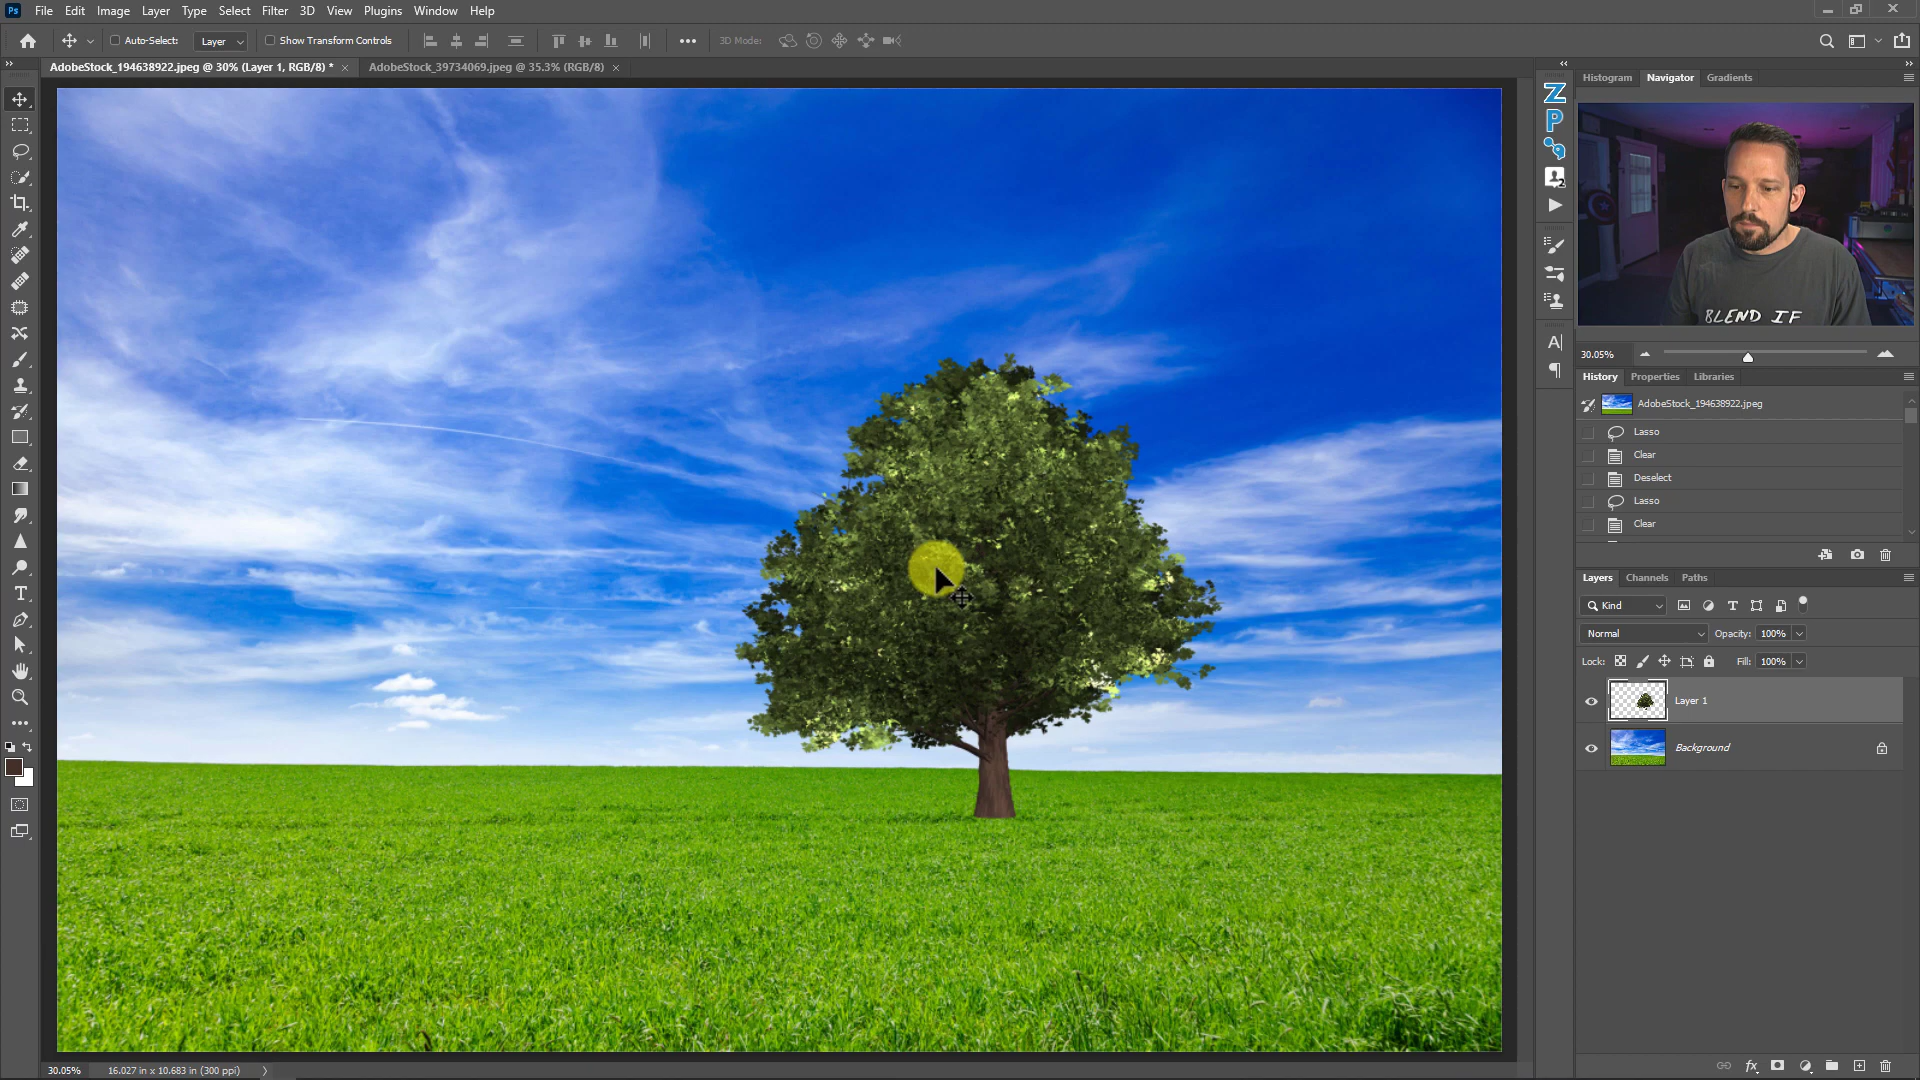 Ps File Edit Image Layer Type Select Filter 3D View Plugins Window Help
Auto-Select: Layer Show Transform Controls 3D Mode:
AdobeStock_194638922.jpeg @ 30% (Layer 1, RGB/8) * × AdobeStock_39734069.jpeg @ 35.3% (RGB/8) ×
Histogram Navigator Gradients
Z
P
2
BLEND IF
A
30.05%
History Properties Libraries
AdobeStock_194638922.jpeg
Lasso
Clear
Deselect
Lasso
Clear
T
Layers Channels Paths
Kind T
Normal Opacity: 100%
Lock: Fill: 100%
Layer 1
Background
fx
30.05% 16.027 in x 10.683 in (300 ppi)